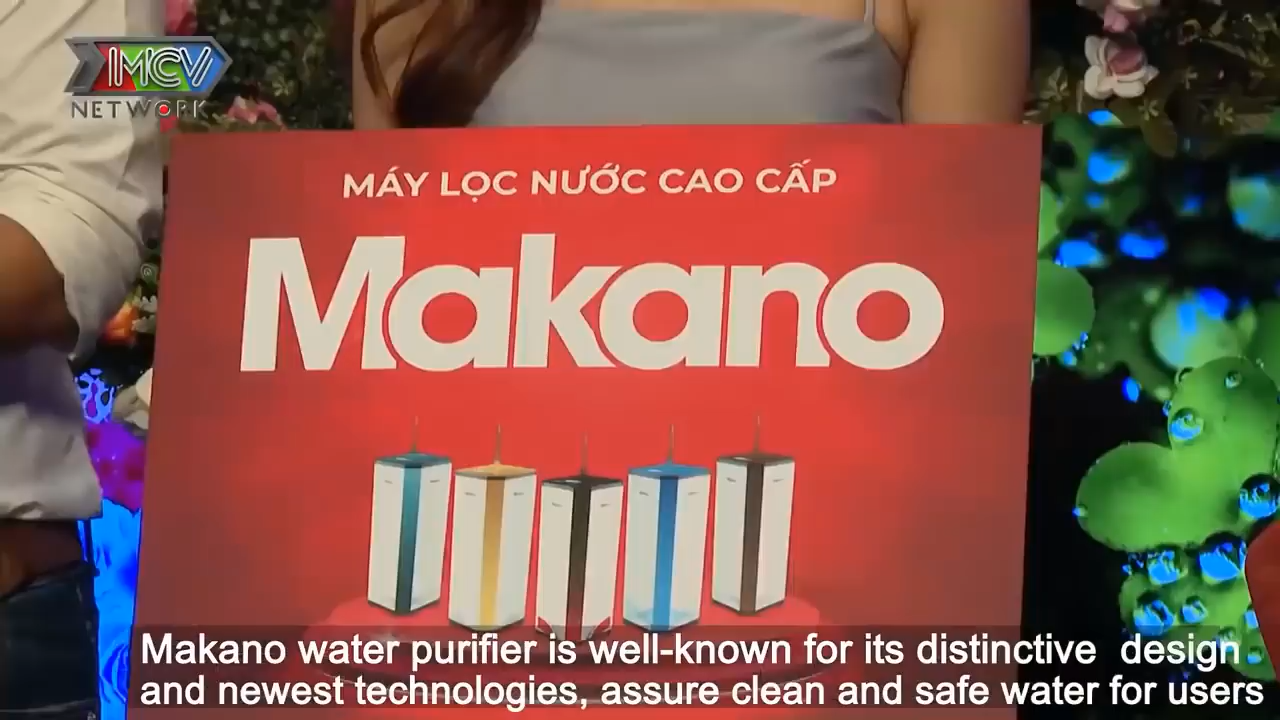 MCV
NETWORK
MÁY LỌC NƯỚC CAO CẤP
Makano
Makano water purifier is well-known for its distinctive design
and newest technologies, assure clean and safe water for users